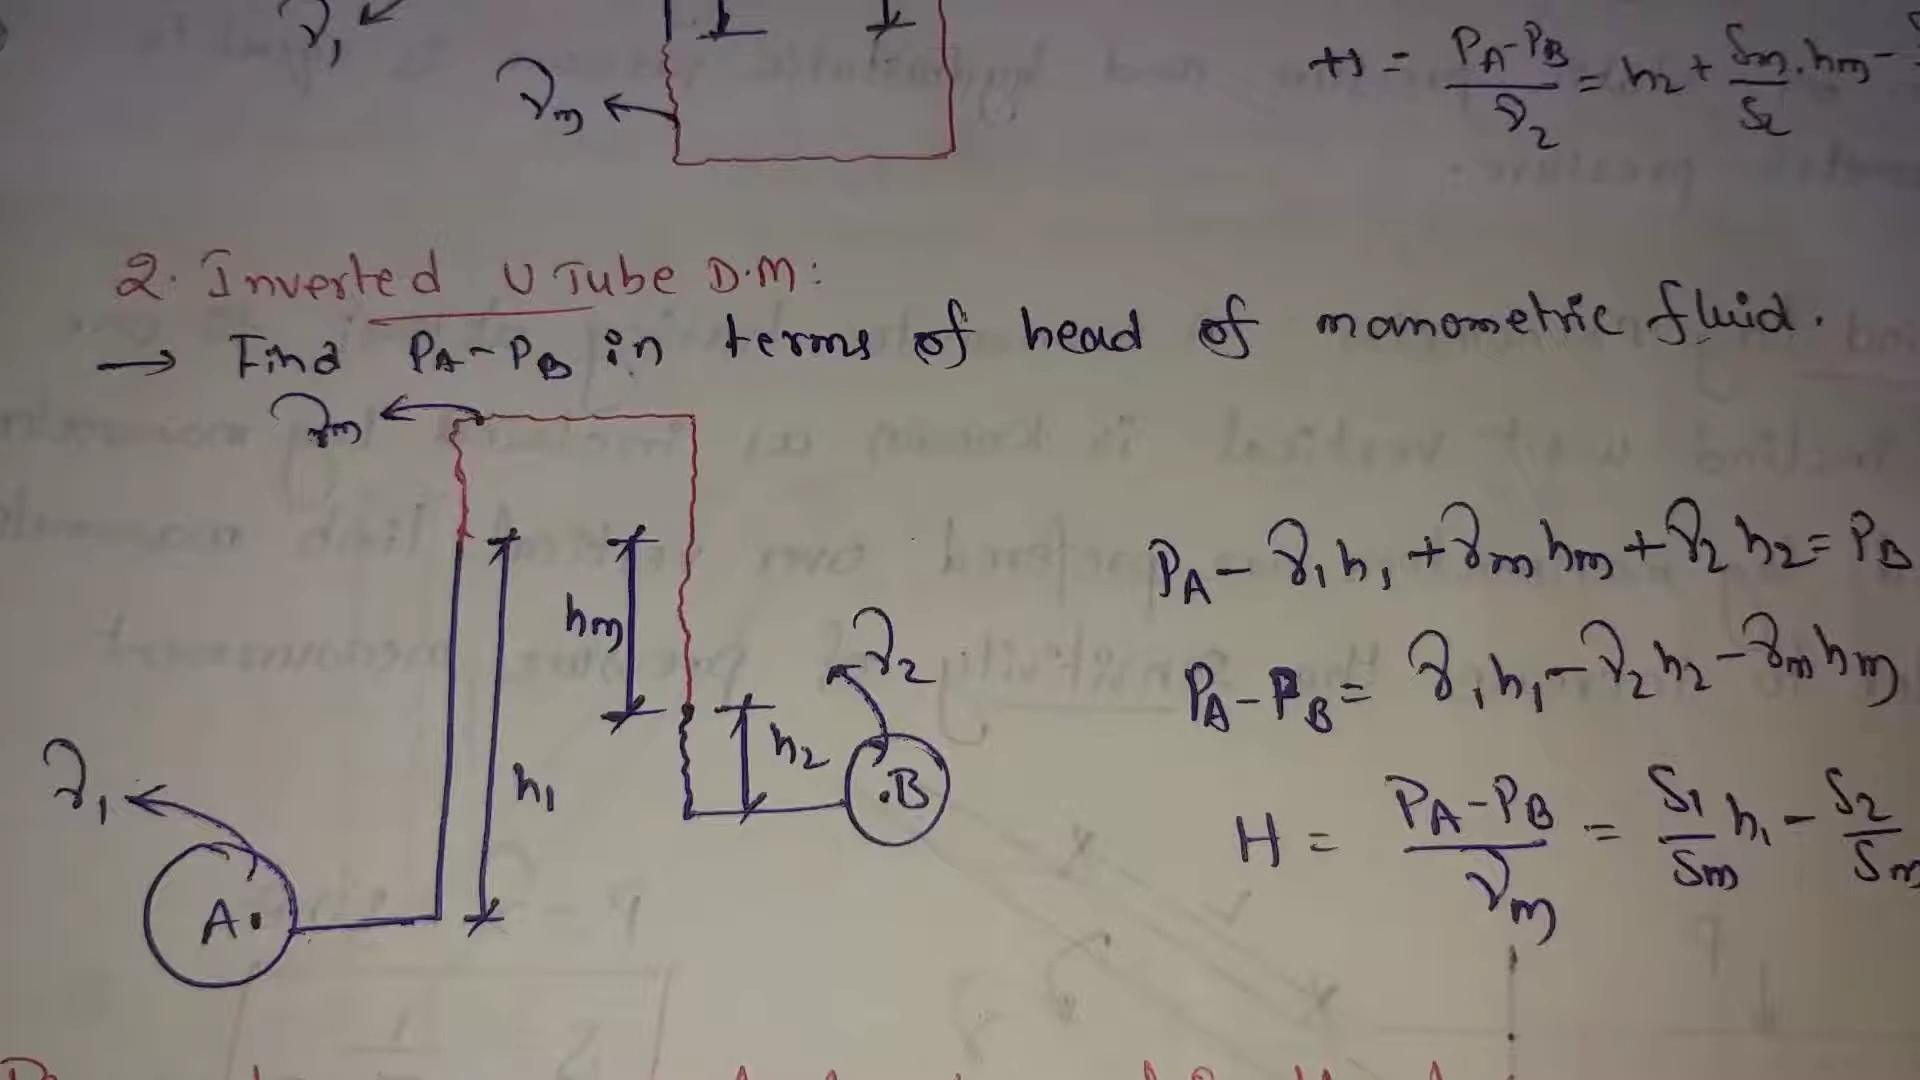 γ1
γm
H = (PA-PB)/γ2 = h2 + (Sm/S2).hm -
2. Inverted U Tube D.M:
→ Find PA-PB in terms of head of manometric fluid.
γm
hm
h1
h2
γ2
γ1
A.
.B
PA - γ1h1 + γmhm + γ2h2 = PB
PA-PB = γ1h1 - γ2h2 - γmhm
H = (PA-PB)/γm = (S1/Sm) h1 - (S2/Sm)